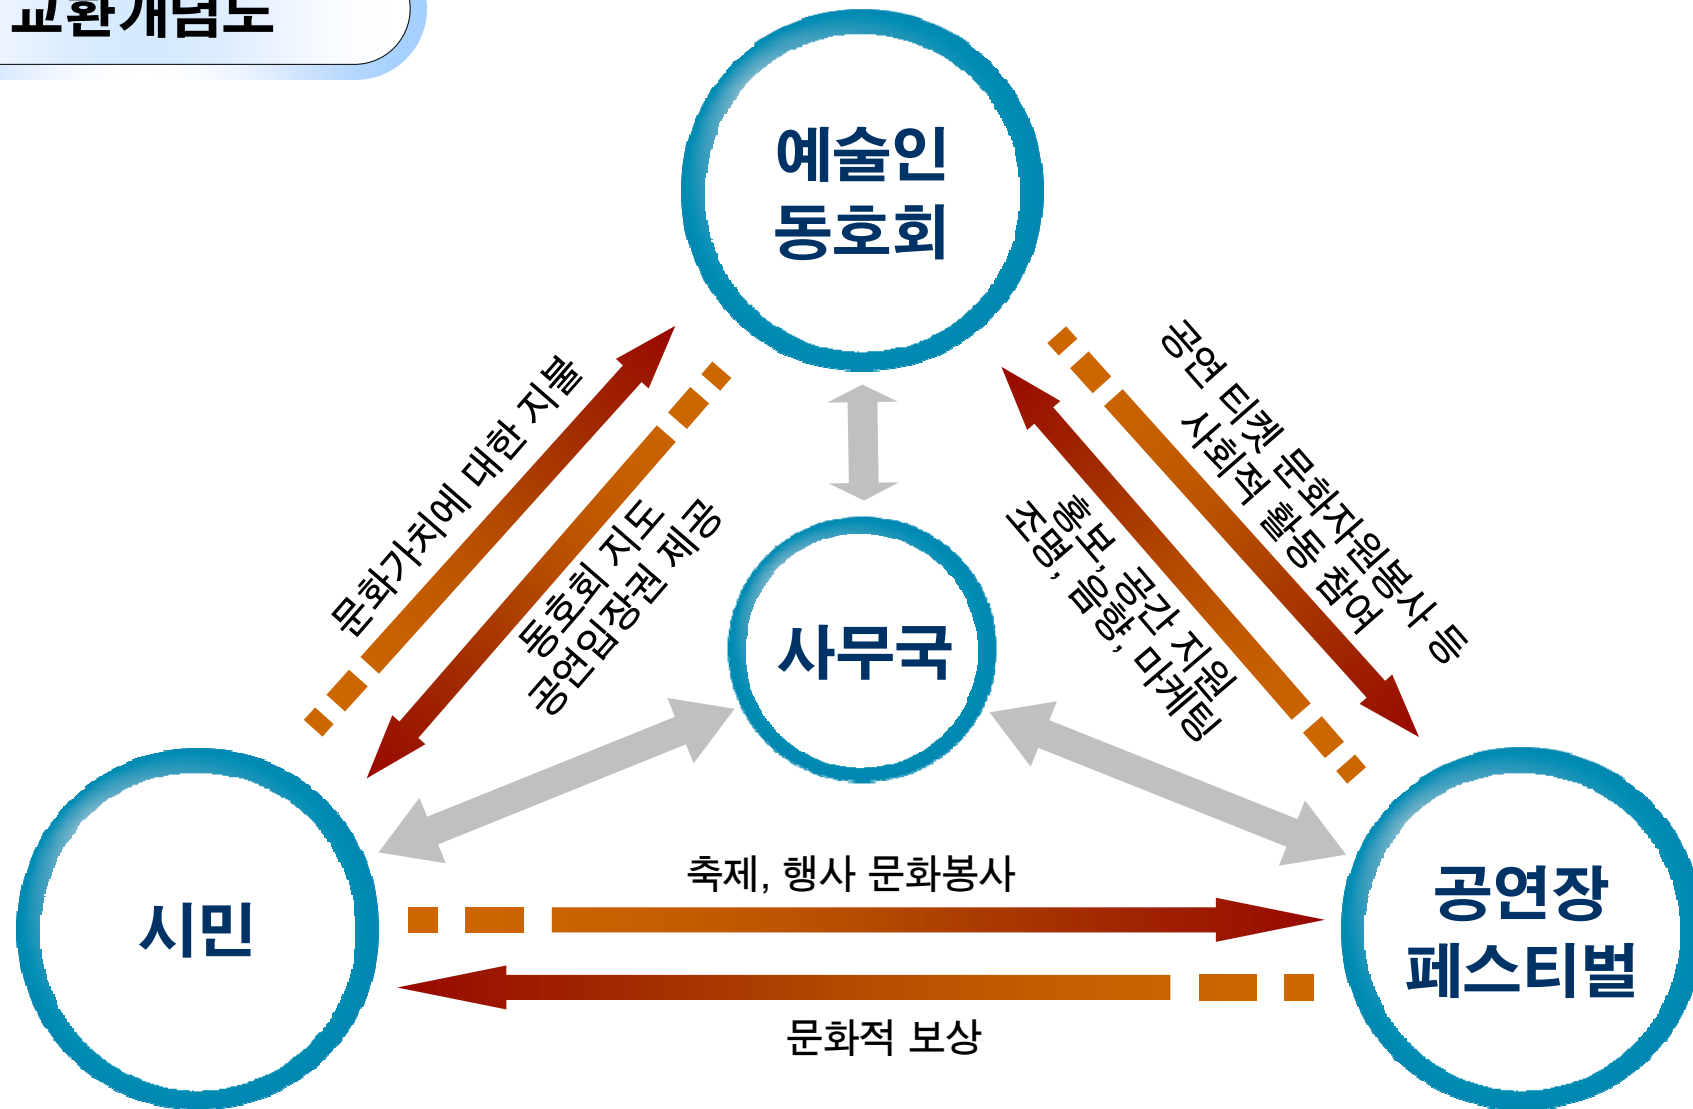 교환개념도
예술인
동호회
문화가치에 대한 지불
동호회 지도
공연입장권 제공
공연 티켓 문화자원봉사 등
사회적 활동 참여
홍보, 공간 지원
조명, 음향, 마케팅
사무국
시민
축제, 행사 문화봉사
문화적 보상
공연장
페스티벌